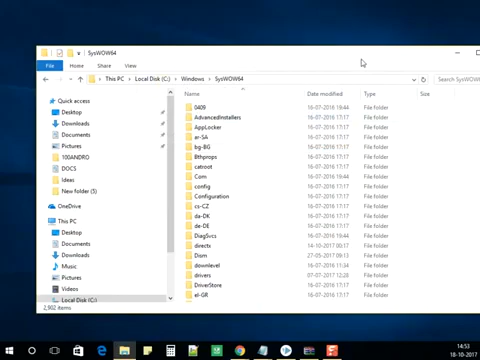 SysWOW64
File Home Share View
This PC Local Disk (C:) Windows SysWOW64
Search SysWOW64
Name Date modified Type Size
Quick access
Desktop
Downloads
Documents
Pictures
100ANDRO
DOCS
Ideas
New folder (5)
OneDrive
This PC
Desktop
Documents
Downloads
Music
Pictures
Videos
Local Disk (C:)
0409 16-07-2016 19:44 File folder
AdvancedInstallers 16-07-2016 17:17 File folder
AppLocker 16-07-2016 17:17 File folder
ar-SA 16-07-2016 17:17 File folder
bg-BG 16-07-2016 17:17 File folder
Bthprops 16-07-2016 17:17 File folder
catroot 16-07-2016 17:17 File folder
Com 16-07-2016 19:44 File folder
config 16-07-2016 17:17 File folder
Configuration 16-07-2016 17:17 File folder
cs-CZ 16-07-2016 17:17 File folder
da-DK 16-07-2016 17:17 File folder
de-DE 16-07-2016 17:17 File folder
DiagSvcs 16-07-2016 19:44 File folder
directx 14-10-2017 00:17 File folder
Dism 27-05-2017 09:13 File folder
downlevel 16-07-2016 11:34 File folder
drivers 07-07-2017 12:28 File folder
DriverStore 16-07-2016 17:17 File folder
el-GR 16-07-2016 17:17 File folder
2,902 items
14:53
18-10-2017